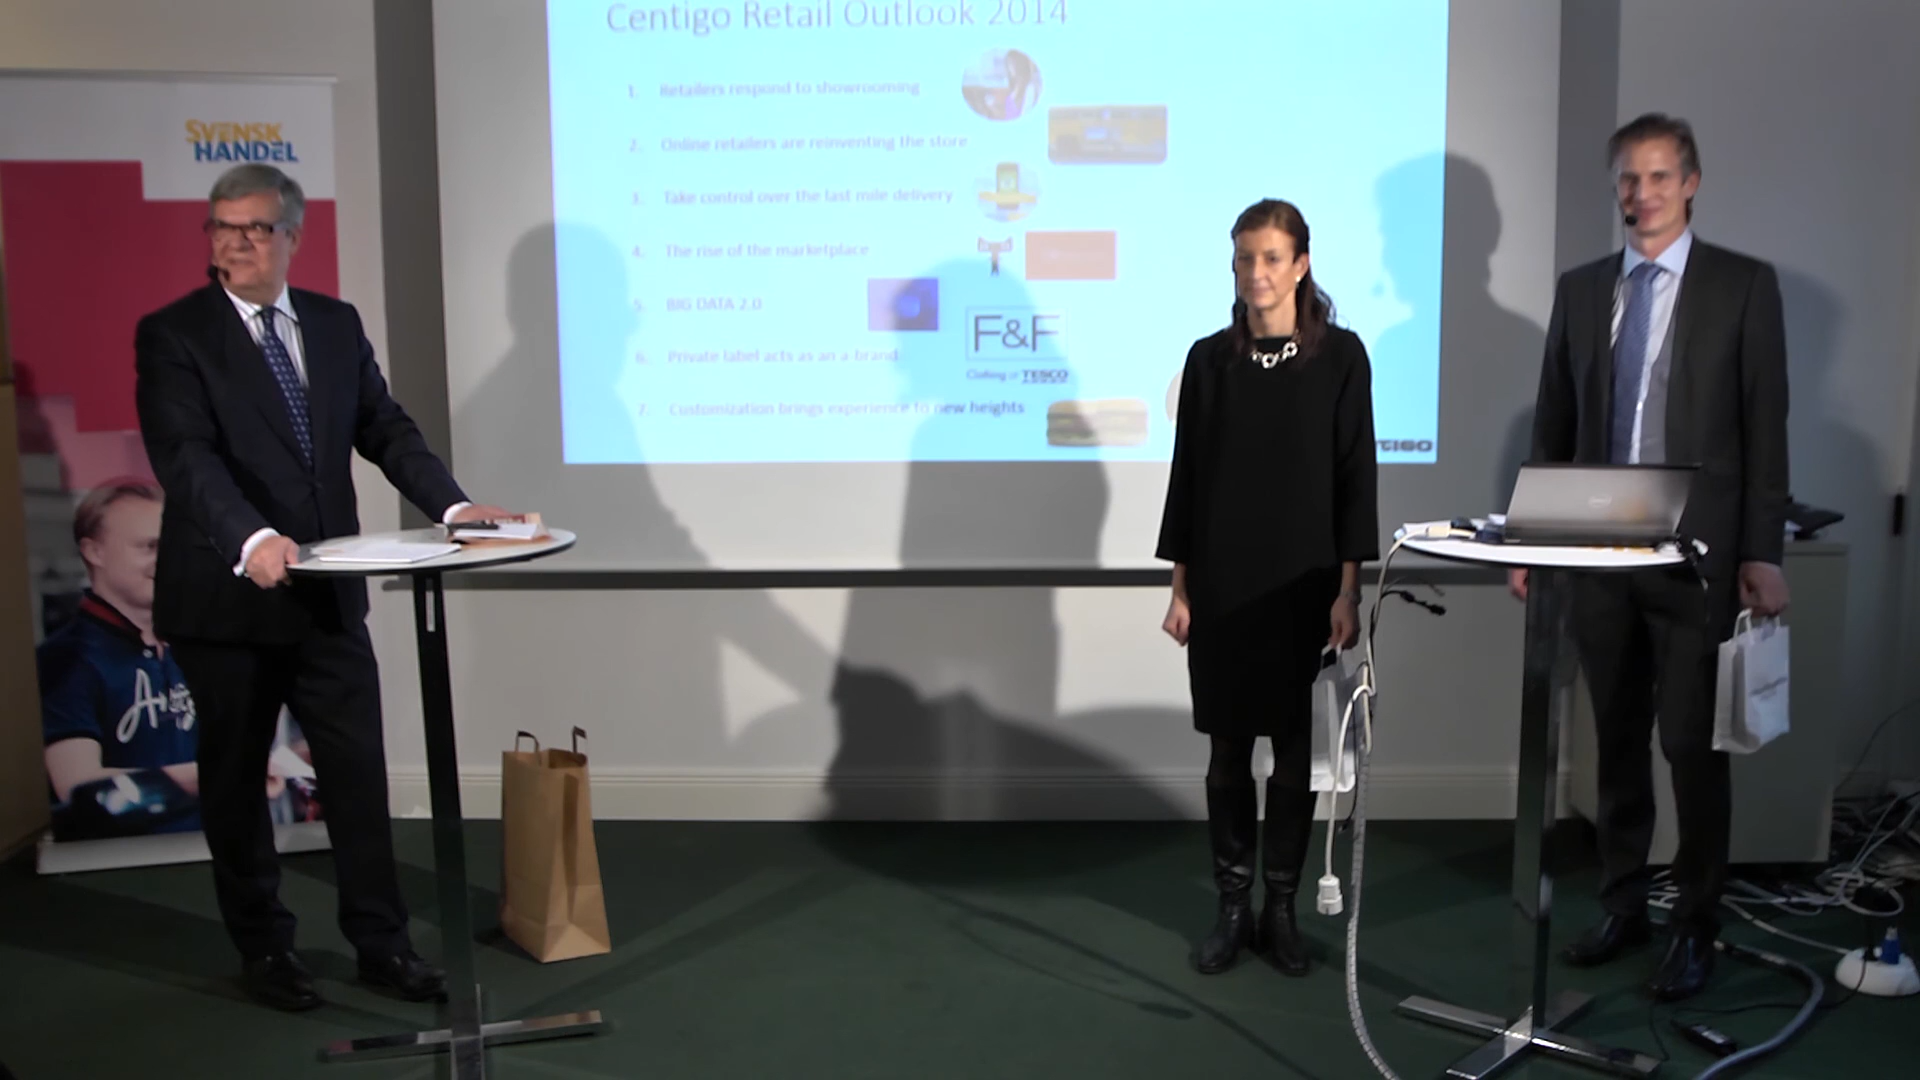 Centigo Retail Outlook 2014
SVENSK
HANDEL
1. Retailers respond to showrooming
2. Online retailers are reinventing the store
3. Take control over the last mile delivery
4. The rise of the marketplace
5. BIG DATA 2.0
6. Private label acts as an a-brand
7. Customization brings experience to new heights
F&F
Clothing at TESCO